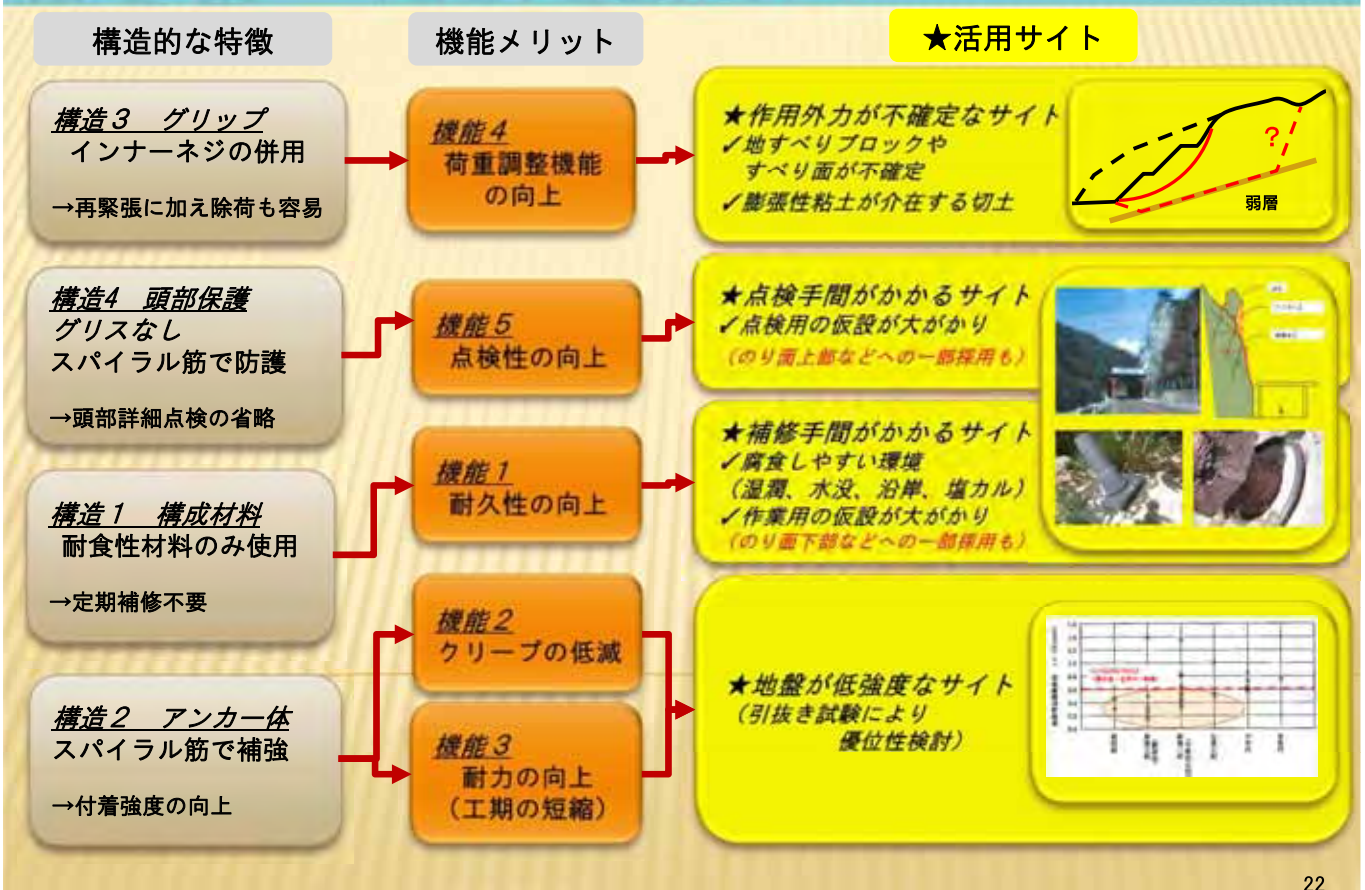 構造的な特徴
機能メリット
★活用サイト
構造３　グリップ
インナーネジの併用
→再緊張に加え除荷も容易
機能４
荷重調整機能
の向上
★作用外力が不確定なサイト
✓地すべりブロックや
すべり面が不確定
✓膨張性粘土が介在する切土
?
弱層
構造4　頭部保護
グリスなし
スパイラル筋で防護
→頭部詳細点検の省略
機能５
点検性の向上
★点検手間がかかるサイト
✓点検用の仮設が大がかり
（のり面上部などへの一部採用も）
構造１　構成材料
耐食性材料のみ使用
→定期補修不要
機能１
耐久性の向上
★補修手間がかかるサイト
✓腐食しやすい環境
（湿潤、水没、沿岸、塩カル）
✓作業用の仮設が大がかり
（のり面下部などへの一部採用も）
構造２　アンカー体
スパイラル筋で補強
→付着強度の向上
機能２
クリープの低減
機能３
耐力の向上
（工期の短縮）
★地盤が低強度なサイト
（引抜き試験により
優位性検討）
22